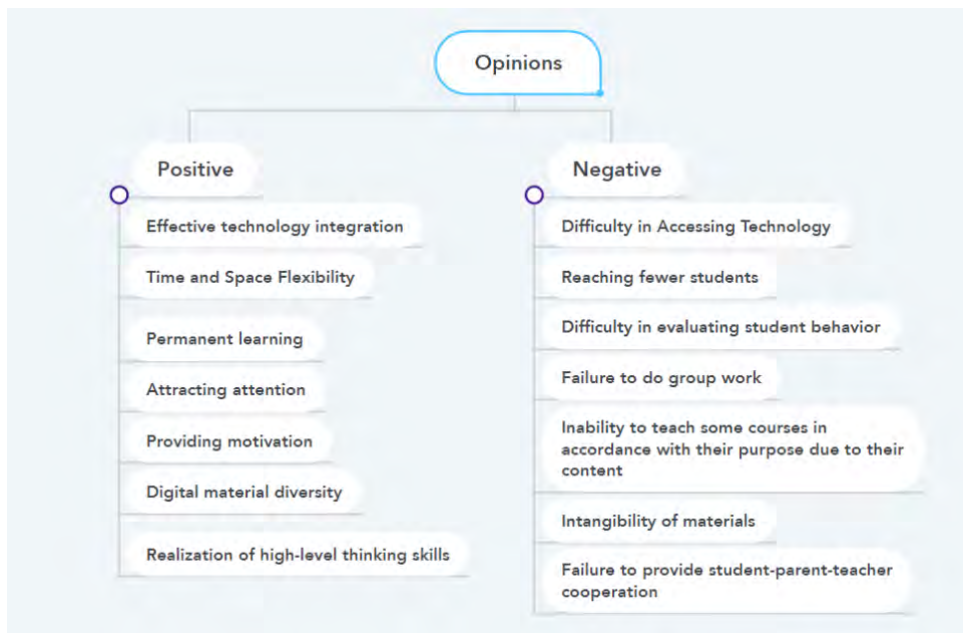 Opinions
Positive
Effective technology integration
Time and Space Flexibility
Permanent learning
Attracting attention
Providing motivation
Digital material diversity
Realization of high-level thinking skills
Negative
Difficulty in Accessing Technology
Reaching fewer students
Difficulty in evaluating student behavior
Failure to do group work
Inability to teach some courses in
accordance with their purpose due to their
content
Intangibility of materials
Failure to provide student-parent-teacher
cooperation